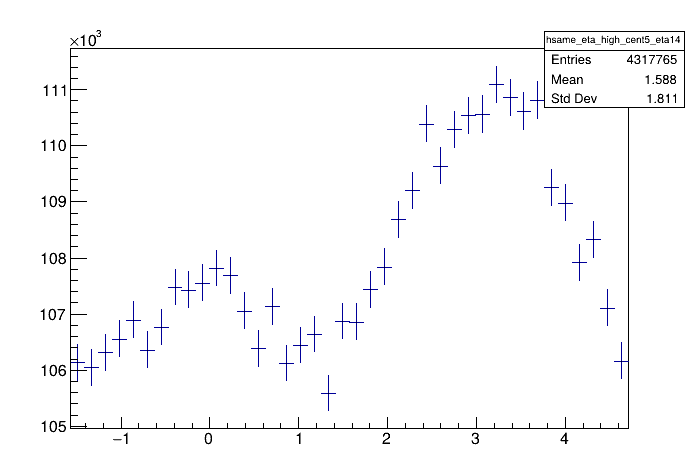 ×10³
hsame_eta_high_cent5_eta14
Entries 4317765
Mean 1.588
Std Dev 1.811
111
110
109
108
107
106
105
−1 0 1 2 3 4